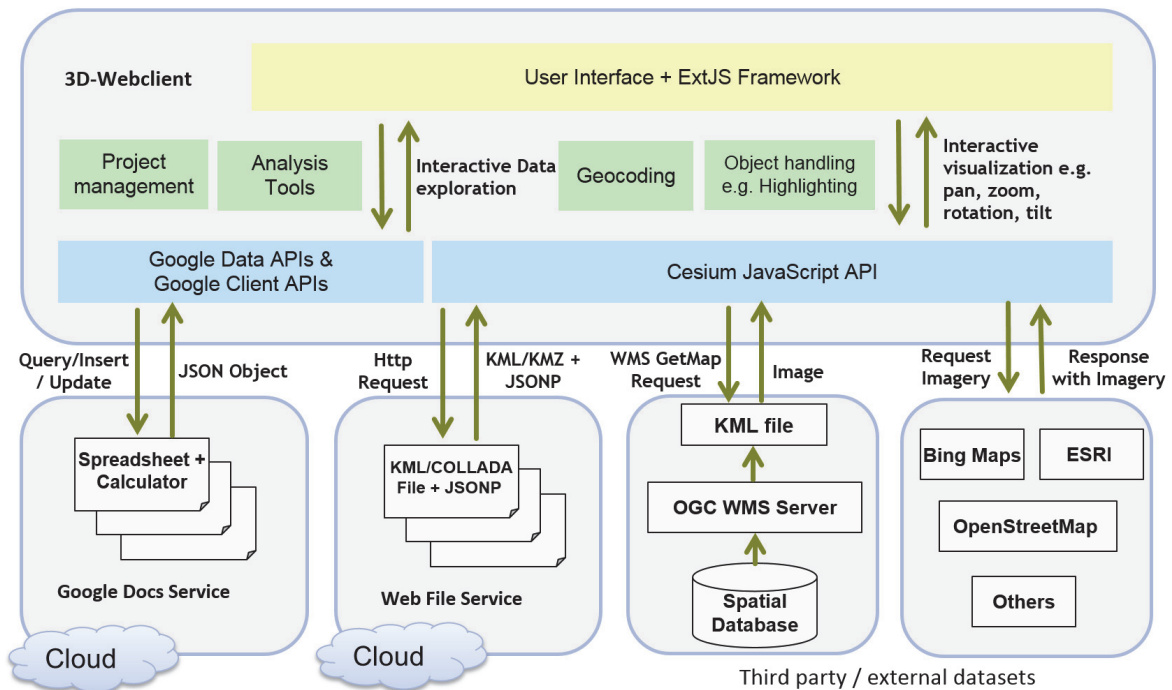 3D-Webclient
User Interface + ExtJS Framework
Project
management
Analysis
Tools
Interactive Data
exploration
Geocoding
Object handling
e.g. Highlighting
Interactive
visualization e.g.
pan, zoom,
rotation, tilt
Google Data APIs &
Google Client APIs
Cesium JavaScript API
Query/Insert
/ Update
JSON Object
Http
Request
KML/KMZ +
JSONP
WMS GetMap
Request
Image
Request
Imagery
Response
with Imagery
Spreadsheet +
Calculator
Google Docs Service
Cloud
KML/COLLADA
File + JSONP
Web File Service
Cloud
KML file
OGC WMS Server
Spatial
Database
Bing Maps
ESRI
OpenStreetMap
Others
Third party / external datasets